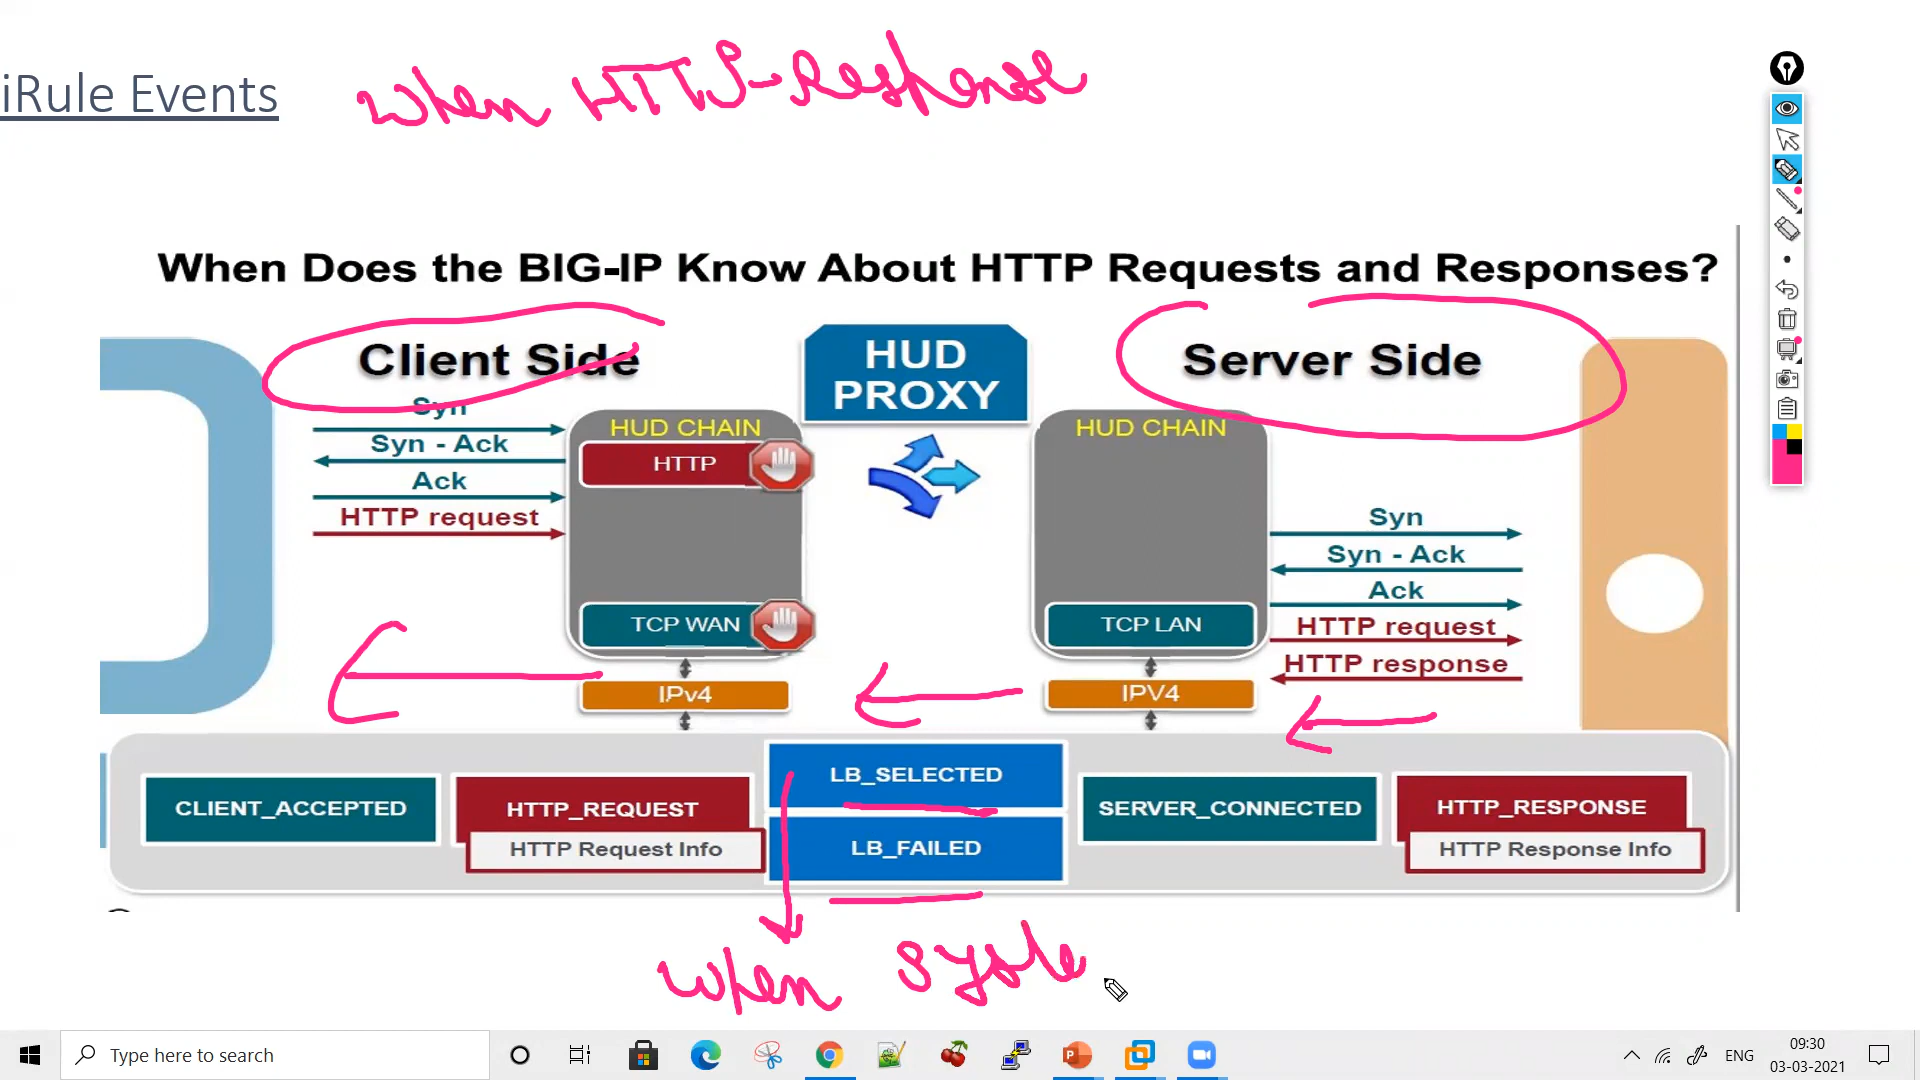 iRule Events
When HTTP-Response
When Does the BIG-IP Know About HTTP Requests and Responses?
Client Side
HUD PROXY
Server Side
Syn
Syn - Ack
Ack
HTTP request
HUD CHAIN
HTTP
TCP WAN
IPv4
HUD CHAIN
TCP LAN
IPV4
Syn
Syn - Ack
Ack
HTTP request
HTTP response
CLIENT_ACCEPTED
HTTP_REQUEST
HTTP Request Info
LB_SELECTED
LB_FAILED
SERVER_CONNECTED
HTTP_RESPONSE
HTTP Response Info
when
Type here to search
ENG
09:30
03-03-2021